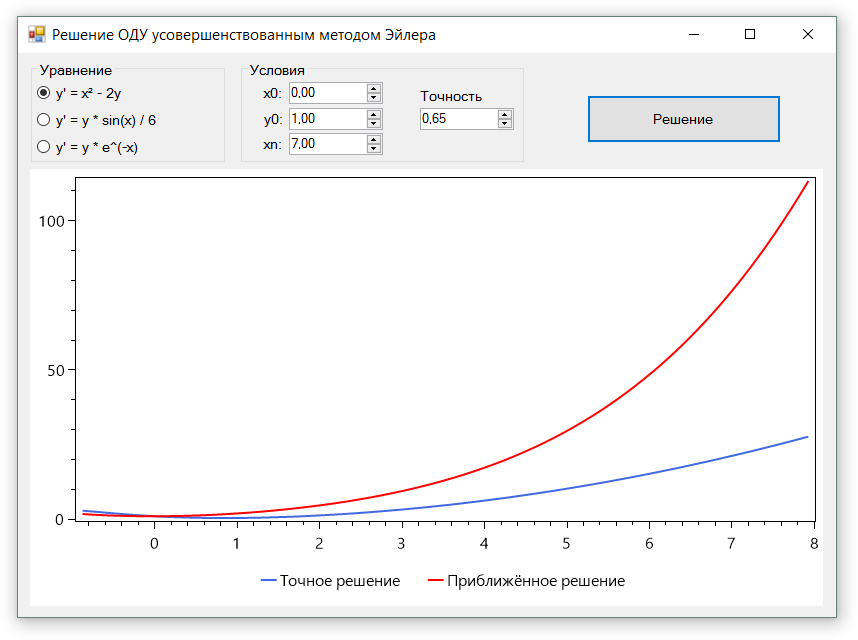 Решение ОДУ усовершенствованным методом Эйлера
Уравнение
y' = x² - 2y
y' = y * sin(x) / 6
y' = y * e^(-x)
Условия
x0: 0,00
y0: 1,00
xn: 7,00
Точность
0,65
Решение
100
50
0
0 1 2 3 4 5 6 7 8
Точное решение Приближённое решение